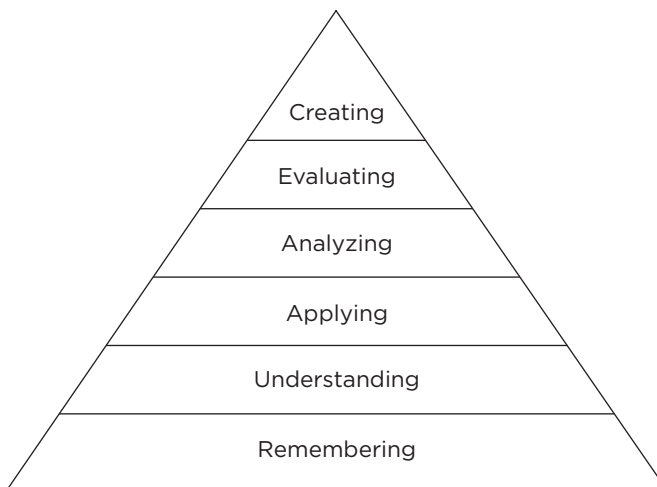 Creating
Evaluating
Analyzing
Applying
Understanding
Remembering